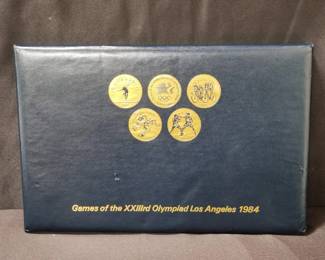 Games of the XXIIIrd Olympiad Los Angeles 1984